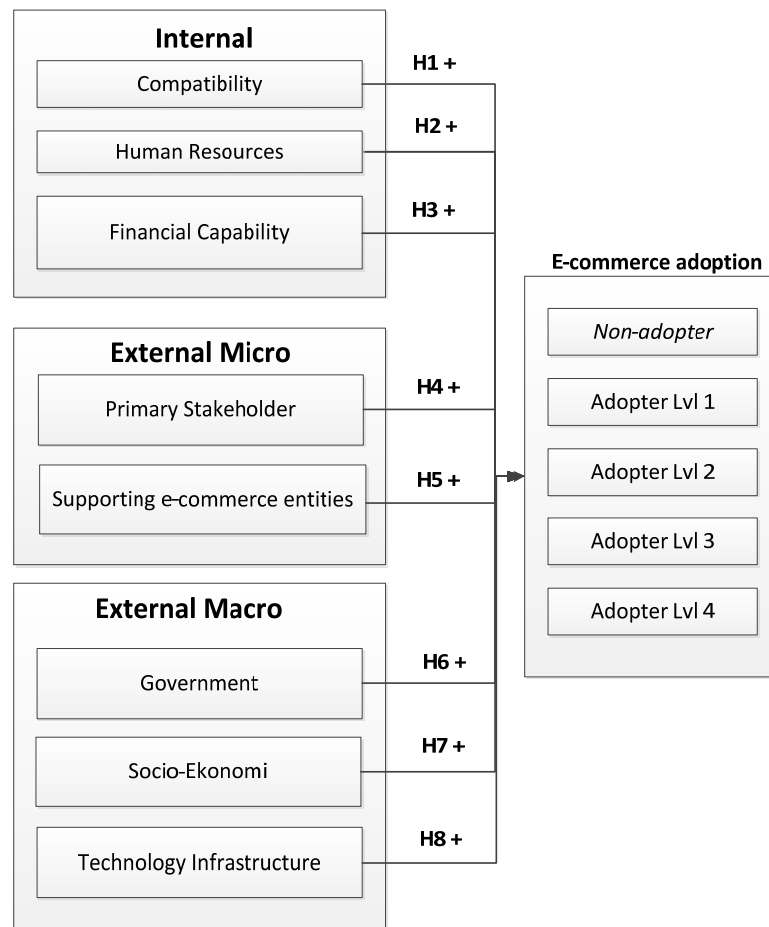 Internal
Compatibility
H1 +
Human Resources
H2 +
Financial Capability
H3 +
External Micro
Primary Stakeholder
H4 +
Supporting e-commerce entities
H5 +
External Macro
Government
H6 +
Socio-Ekonomi
H7 +
Technology Infrastructure
H8 +
E-commerce adoption
Non-adopter
Adopter Lvl 1
Adopter Lvl 2
Adopter Lvl 3
Adopter Lvl 4